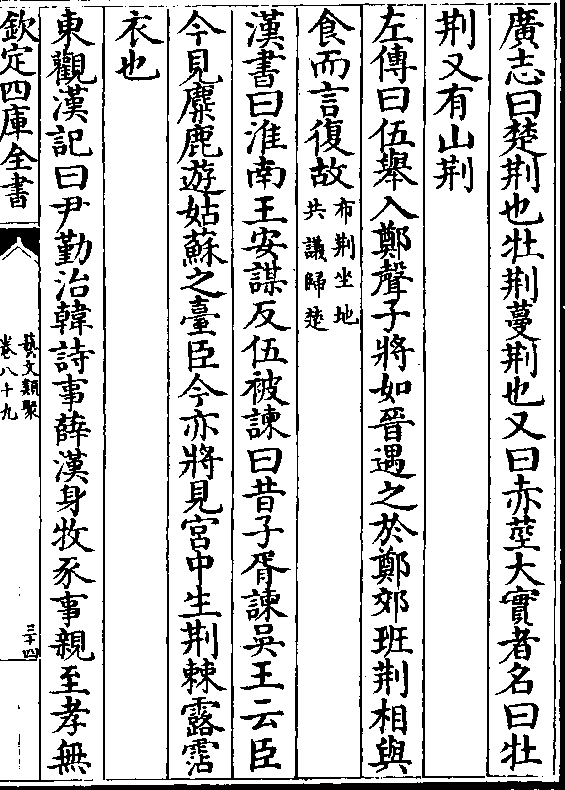 廣志曰楚荆也牡荆蔓荆也又曰赤莖大實者名曰牡
荆又有山荆
左傳曰伍舉入鄭聲子將如晉遇之於鄭郊班荆相與
食而言復故布荆坐地
共議歸楚
漢書曰淮南王安謀反伍被諫曰昔子胥諫吳王云臣
今見麋鹿遊姑蘇之臺臣今亦將見宮中生荆棘露霑
衣也
東觀漢記曰尹勤治韓詩事薛漢身牧豕事親至孝無
欽定四庫全書
藝文類聚
卷八十九
三十四